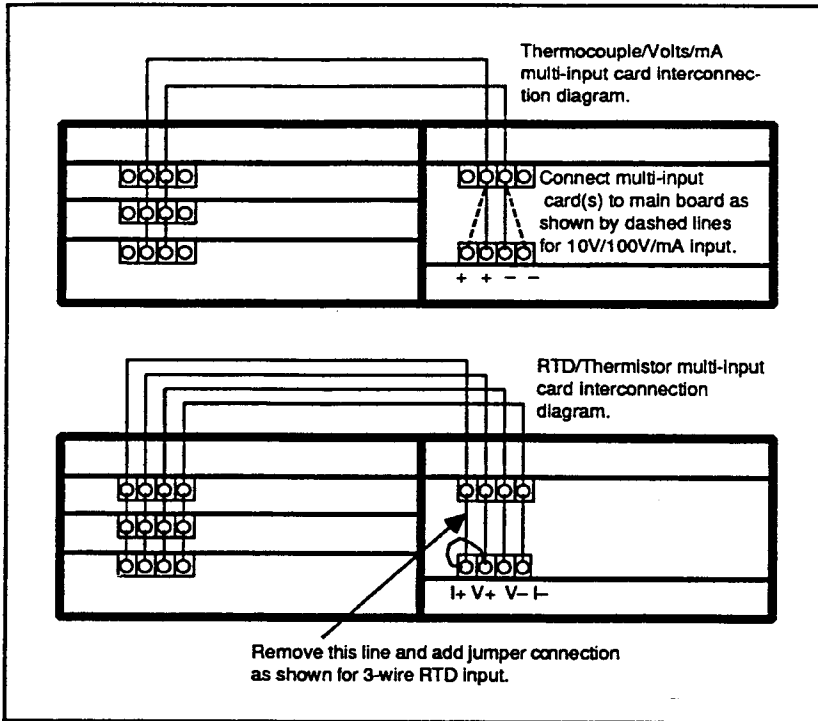 Thermocouple/Volts/mA
multi-input card interconnec-
tion diagram.
Connect multi-input
card(s) to main board as
shown by dashed lines
for 10V/100V/mA input.
+ + − −
RTD/Thermistor multi-input
card interconnection
diagram.
I+ V+ V− I−
Remove this line and add jumper connection
as shown for 3-wire RTD input.